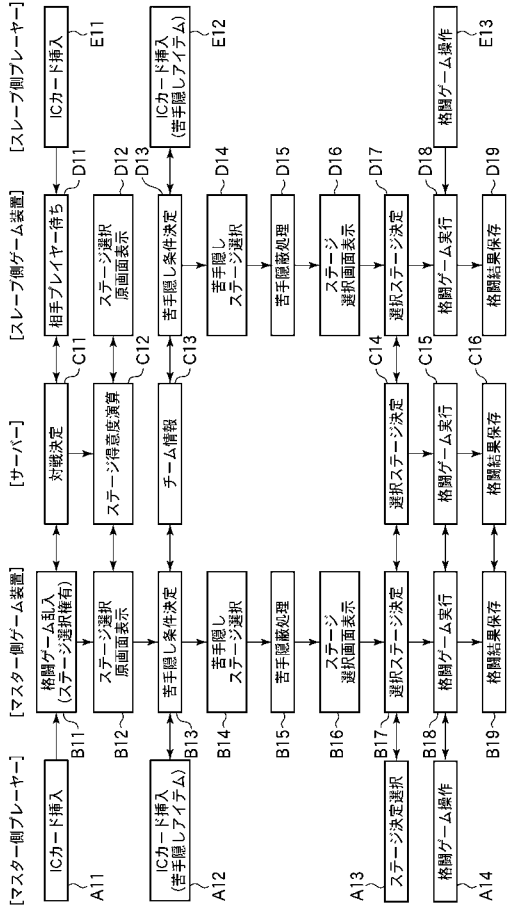 [マスター側プレーヤー]
[マスター側ゲーム装置]
[サーバー]
[スレーブ側ゲーム装置]
[スレーブ側プレーヤー]
ICカード挿入
A11
格闘ゲーム乱入
(ステージ選択権有)
B11
対戦決定
C11
相手プレイヤー待ち
D11
ICカード挿入
E11
ステージ選択
原画面表示
B12
ステージ得意度演算
C12
ステージ選択
原画面表示
D12
ICカード挿入
(苦手隠しアイテム)
A12
苦手隠し条件決定
B13
チーム情報
C13
苦手隠し条件決定
D13
ICカード挿入
(苦手隠しアイテム)
E12
苦手隠し
ステージ選択
B14
苦手隠し
ステージ選択
D14
苦手隠蔽処理
B15
苦手隠蔽処理
D15
ステージ
選択画面表示
B16
ステージ
選択画面表示
D16
ステージ決定選択
A13
選択ステージ決定
B17
選択ステージ決定
C14
選択ステージ決定
D17
格闘ゲーム操作
A14
格闘ゲーム実行
B18
格闘ゲーム実行
C15
格闘ゲーム実行
D18
格闘ゲーム操作
E13
格闘結果保存
B19
格闘結果保存
C16
格闘結果保存
D19